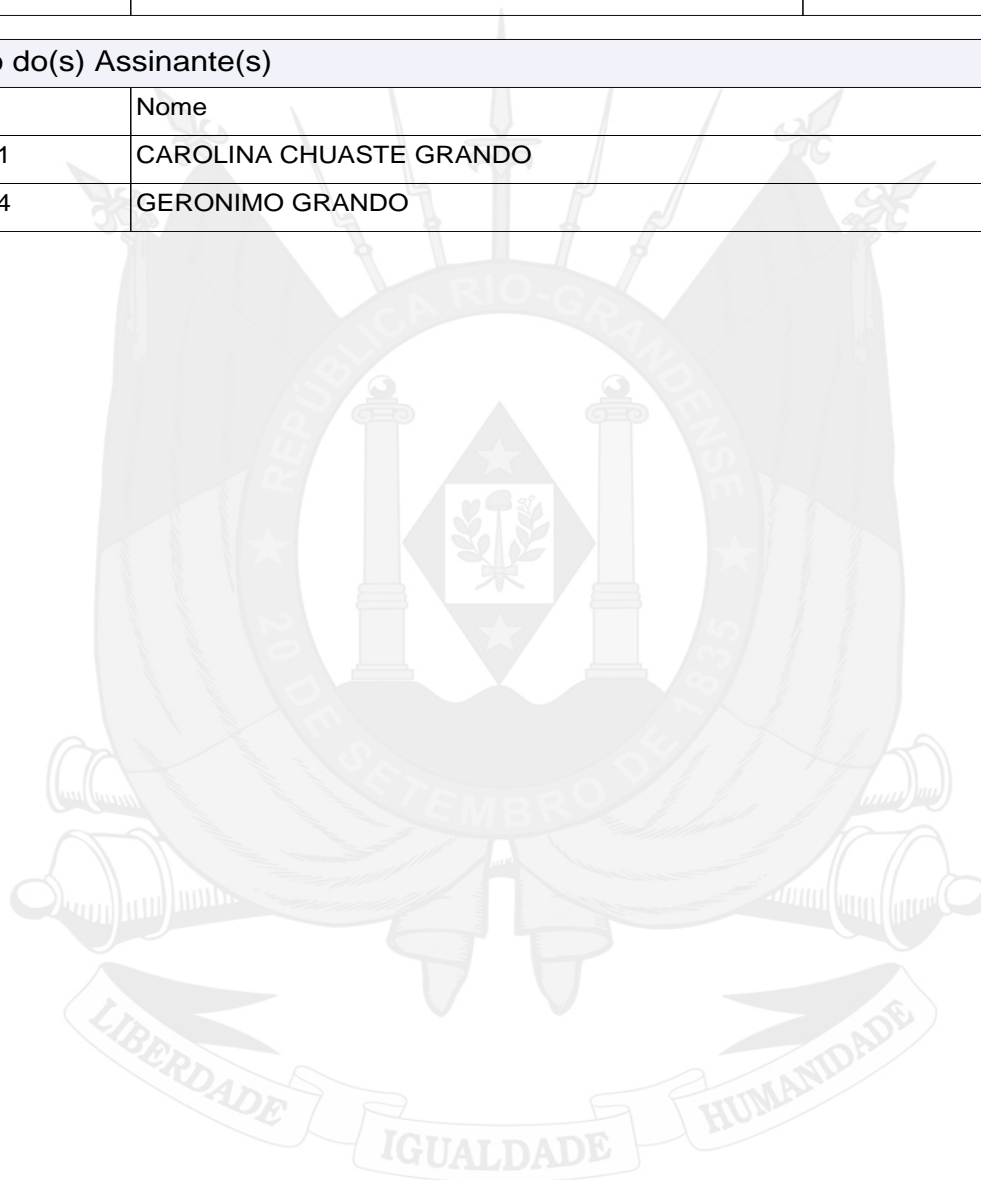 o do(s) Assinante(s)
Nome
1 CAROLINA CHUASTE GRANDO
4 GERONIMO GRANDO
REPÚBLICA RIO-GRANDENSE
★ 20 DE SETEMBRO DE 1835 ★
LIBERDADE IGUALDADE HUMANIDADE